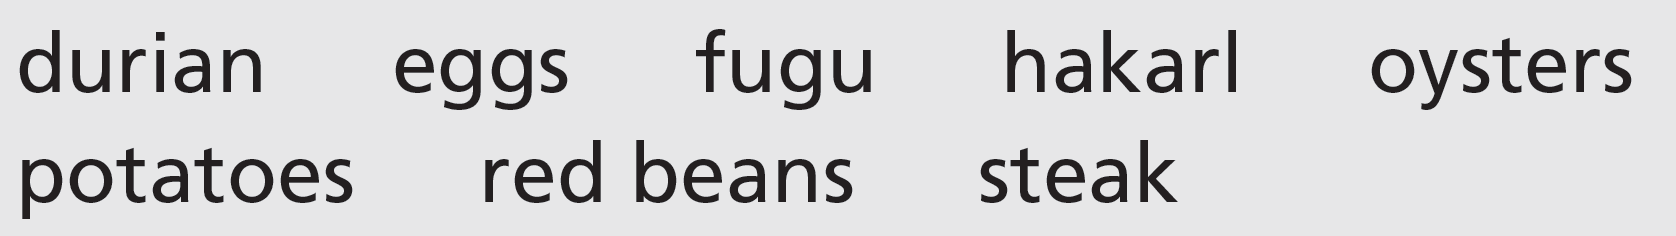 durian eggs fugu hakarl oysters
potatoes red beans steak